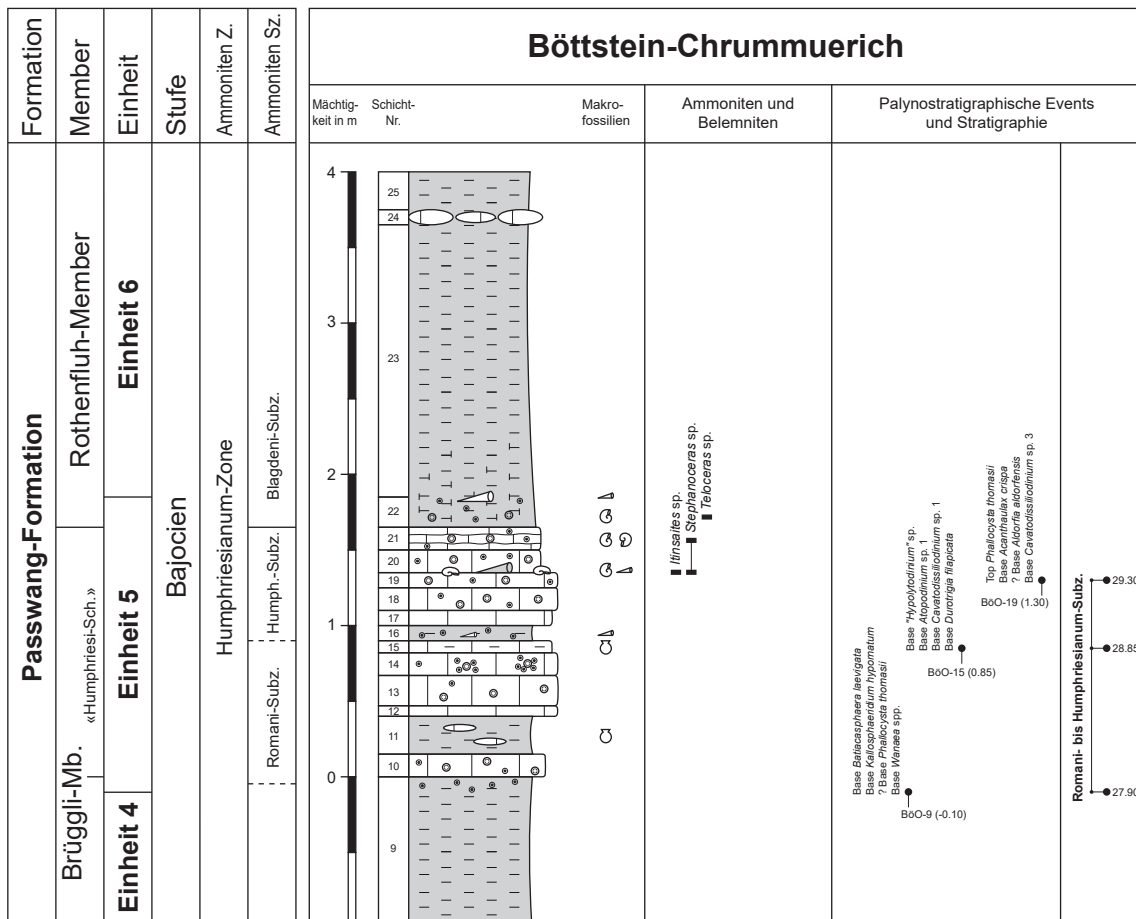 Formation
Member
Einheit
Stufe
Ammoniten Z.
Ammoniten Sz.
Böttstein-Chrummuerich
Mächtig-
keit in m
Schicht-
Nr.
Makro-
fossilien
Ammoniten und
Belemniten
Palynostratigraphische Events
und Stratigraphie
Passwang-Formation
Rothenfluh-Member
«Humphriesi-Sch.»
Brüggli-Mb.
Einheit 6
Einheit 5
Einheit 4
Bajocien
Humphriesianum-Zone
Blagdeni-Subz.
Humph.-Subz.
Romani-Subz.
4
3
2
1
0
25
24
23
22
21
20
19
18
17
16
15
14
13
12
11
10
9
Itinsaites sp.
Stephanoceras sp.
Teloceras sp.
Base Batiacasphaera laevigata
Base Kallosphaeridium hypornatum
? Base Phallocysta thomasii
Base Wanaea spp.
BöO-9 (-0.10)
Base "Hypolytodinium" sp.
Base Atopodinium sp. 1
Base Cavatodissiliodinium sp. 1
Base Durotrigia filapicata
BöO-15 (0.85)
Top Phallocysta thomasii
Base Acanthaulax crispa
? Base Aldorfia aldorfensis
Base Cavatodissiliodinium sp. 3
BöO-19 (1.30)
Romani- bis Humphriesianum-Subz.
29.30
28.85
27.90